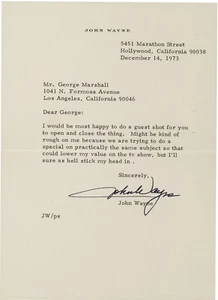 JOHN WAYNE
5451 Marathon Street
Hollywood, California 90038
December 14, 1973
Mr. George Marshall
1041 N. Formosa Avenue
Los Angeles, California 90046
Dear George:
I would be most happy to do a guest shot for you
to open and close the thing. Might be kind of
rough on me because we are trying to do a
special on practically the same subject so that
could lower my value on the tv show, but I'll
sure as hell stick my head in.
Sincerely,
John Wayne
John Wayne
JW/ps